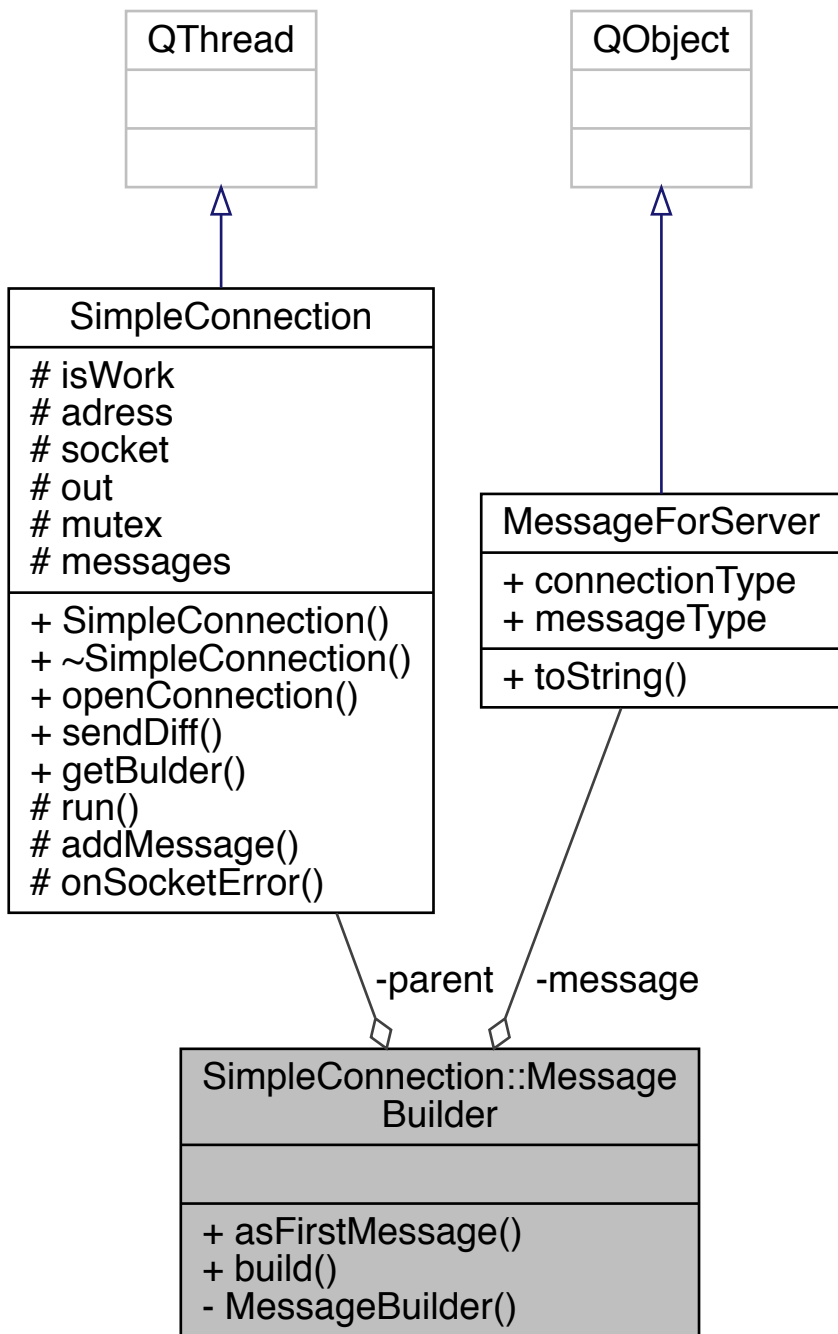 QThread
QObject
SimpleConnection
# isWork
# adress
# socket
# out
# mutex
# messages
+ SimpleConnection()
+ ~SimpleConnection()
+ openConnection()
+ sendDiff()
+ getBulder()
# run()
# addMessage()
# onSocketError()
MessageForServer
+ connectionType
+ messageType
+ toString()
-parent
-message
SimpleConnection::Message
Builder
+ asFirstMessage()
+ build()
- MessageBuilder()